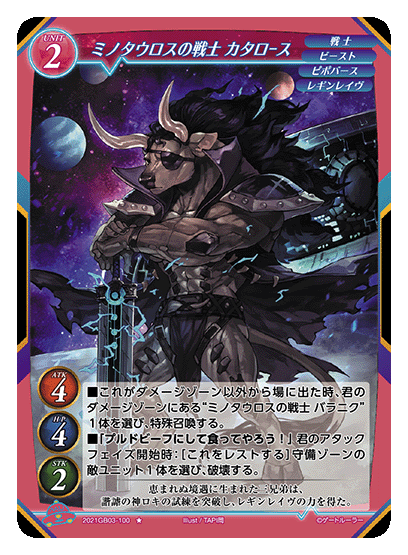 UNIT
2
ミノタウロスの戦士 カタロース
戦士
ビースト
ビボバース
レギンレイヴ
ATK
4
H.P
4
STK
2
■これがダメージゾーン以外から場に出た時、君の
ダメージゾーンにある“ミノタウロスの戦士 バラニク”
1体を選び、特殊召喚する。
■「プルドビーフにして食ってやろう！」君のアタック
フェイズ開始時：[これをレストする]守備ゾーンの
敵ユニット1体を選び、破壊する。
恵まれぬ境遇に生まれた三兄弟は、
諧謔の神ロキの試練を突破し、レギンレイヴの力を得た。
2021GB03-100 ★ Illust / TAPI岡 ©ゲートルーラー